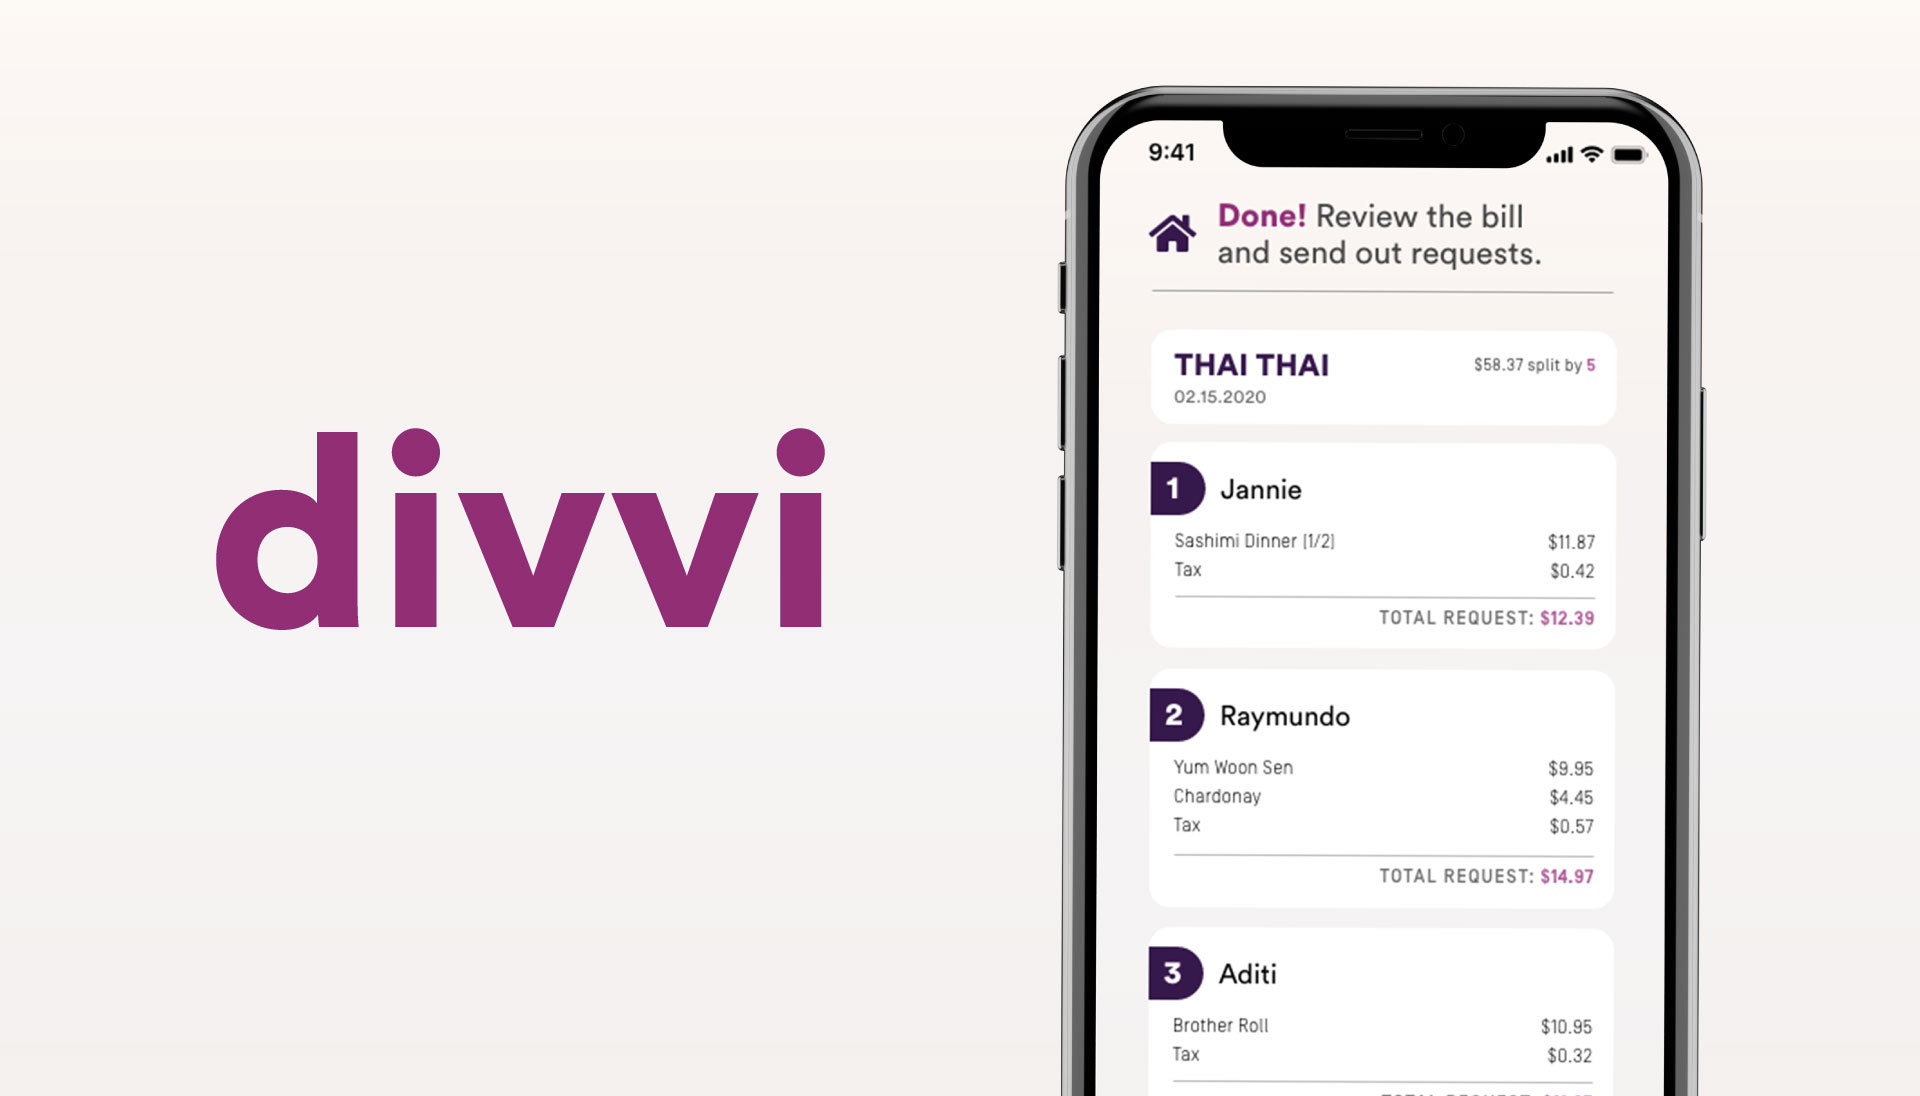 divvi
9:41
Done! Review the bill
and send out requests.
THAI THAI
$58.37 split by 5
02.15.2020
1 Jannie
Sashimi Dinner (1/2) $11.87
Tax $0.42
TOTAL REQUEST: $12.39
2 Raymundo
Yum Woon Sen $9.95
Chardonay $4.45
Tax $0.57
TOTAL REQUEST: $14.97
3 Aditi
Brother Roll $10.95
Tax $0.32